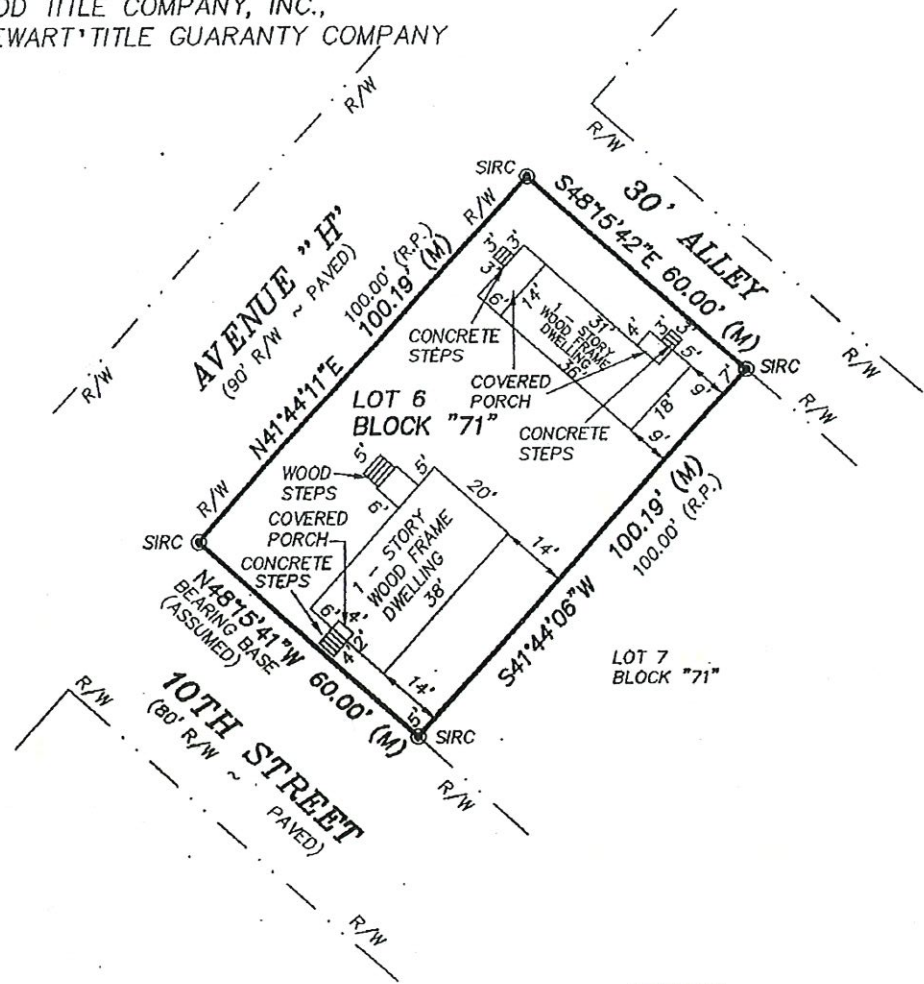 TITLE COMPANY, INC.,
TITLE GUARANTY COMPANY
R/W
R/W
SIRC
R/W
S48°15'42"E 60.00' (M)
30' ALLEY
AVENUE "H"
(90' R/W ~ PAVED)
100.00' (R.P.)
100.19' (M)
N41°44'11"E
R/W
3'
3'
3'
6'
14'
31'
1 - STORY
WOOD FRAME
DWELLING
36'
4'
3'
3'
5'
9'
7'
18'
9'
SIRC
R/W
R/W
CONCRETE
STEPS
COVERED
PORCH
CONCRETE
STEPS
LOT 6
BLOCK "71"
WOOD
STEPS
5'
5'
6'
20'
14'
COVERED
PORCH
CONCRETE
STEPS
1 - STORY
WOOD FRAME
DWELLING
38'
6'
4'
2'
4'
14'
5'
R/W
SIRC
100.19' (M)
100.00' (R.P.)
S41°44'06"W
LOT 7
BLOCK "71"
N48°15'41"W 60.00' (M)
BEARING BASE
(ASSUMED)
SIRC
R/W
R/W
10TH STREET
(80' R/W ~ PAVED)
R/W